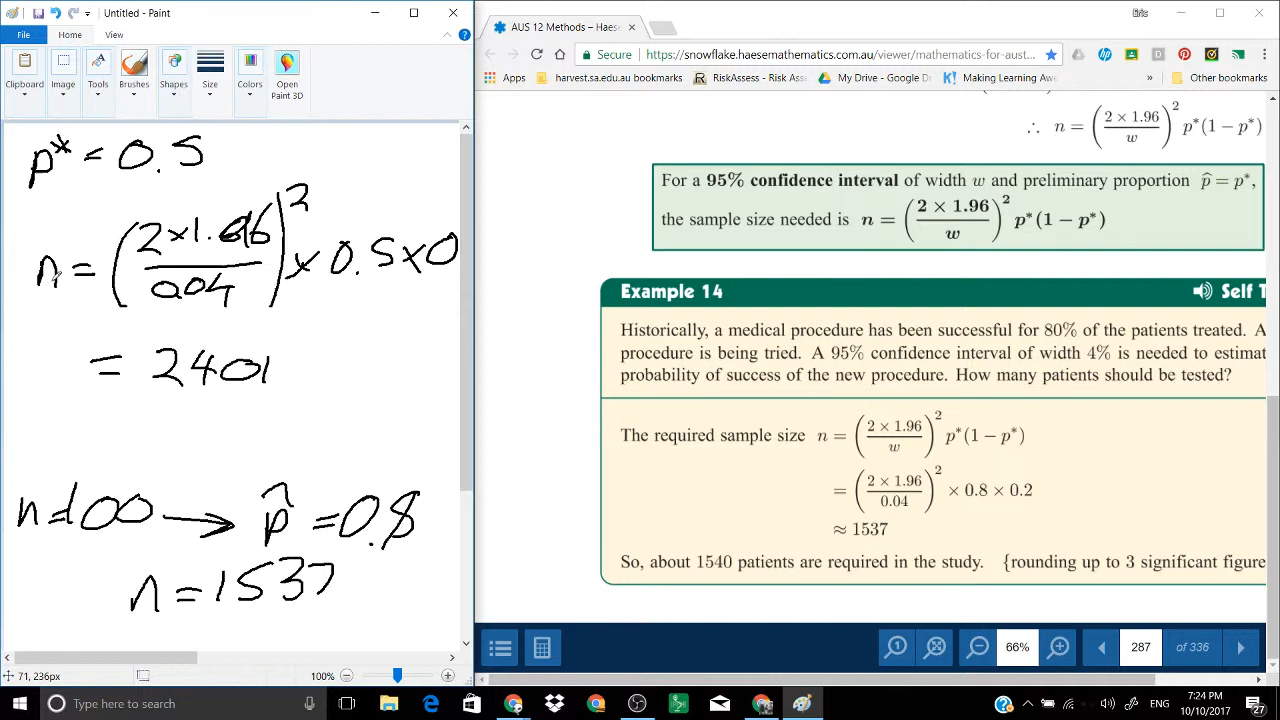 Untitled - Paint
File Home View
Clipboard Image Tools Brushes Shapes Size Colors Open Paint 3D
p* = 0.5
n = (2 × 1.96 / 0.04)² × 0.5 × 0
= 2401
n=100 → p̂ = 0.8
n = 1537
71, 236px
100%
AUS 12 Methods – Haese
Eric
Secure https://snowflake.haesemathematics.com.au/viewer/mathematics-for-aust
Apps harvest.sa.edu.au bookmarks RiskAssess - Risk Asse My Drive - Google Making Learning Awe » Other bookmarks
∴ n = (2 × 1.96 / w)² p*(1 − p*)
For a 95% confidence interval of width w and preliminary proportion p̂ = p*,
the sample size needed is n = (2 × 1.96 / w)² p*(1 − p*)
Example 14 Self T
Historically, a medical procedure has been successful for 80% of the patients treated. A
procedure is being tried. A 95% confidence interval of width 4% is needed to estimat
probability of success of the new procedure. How many patients should be tested?
The required sample size n = (2 × 1.96 / w)² p*(1 − p*)
= (2 × 1.96 / 0.04)² × 0.8 × 0.2
≈ 1537
So, about 1540 patients are required in the study. {rounding up to 3 significant figure
66% 287 of 336
Type here to search
ENG
7:24 PM
10/10/2017
27